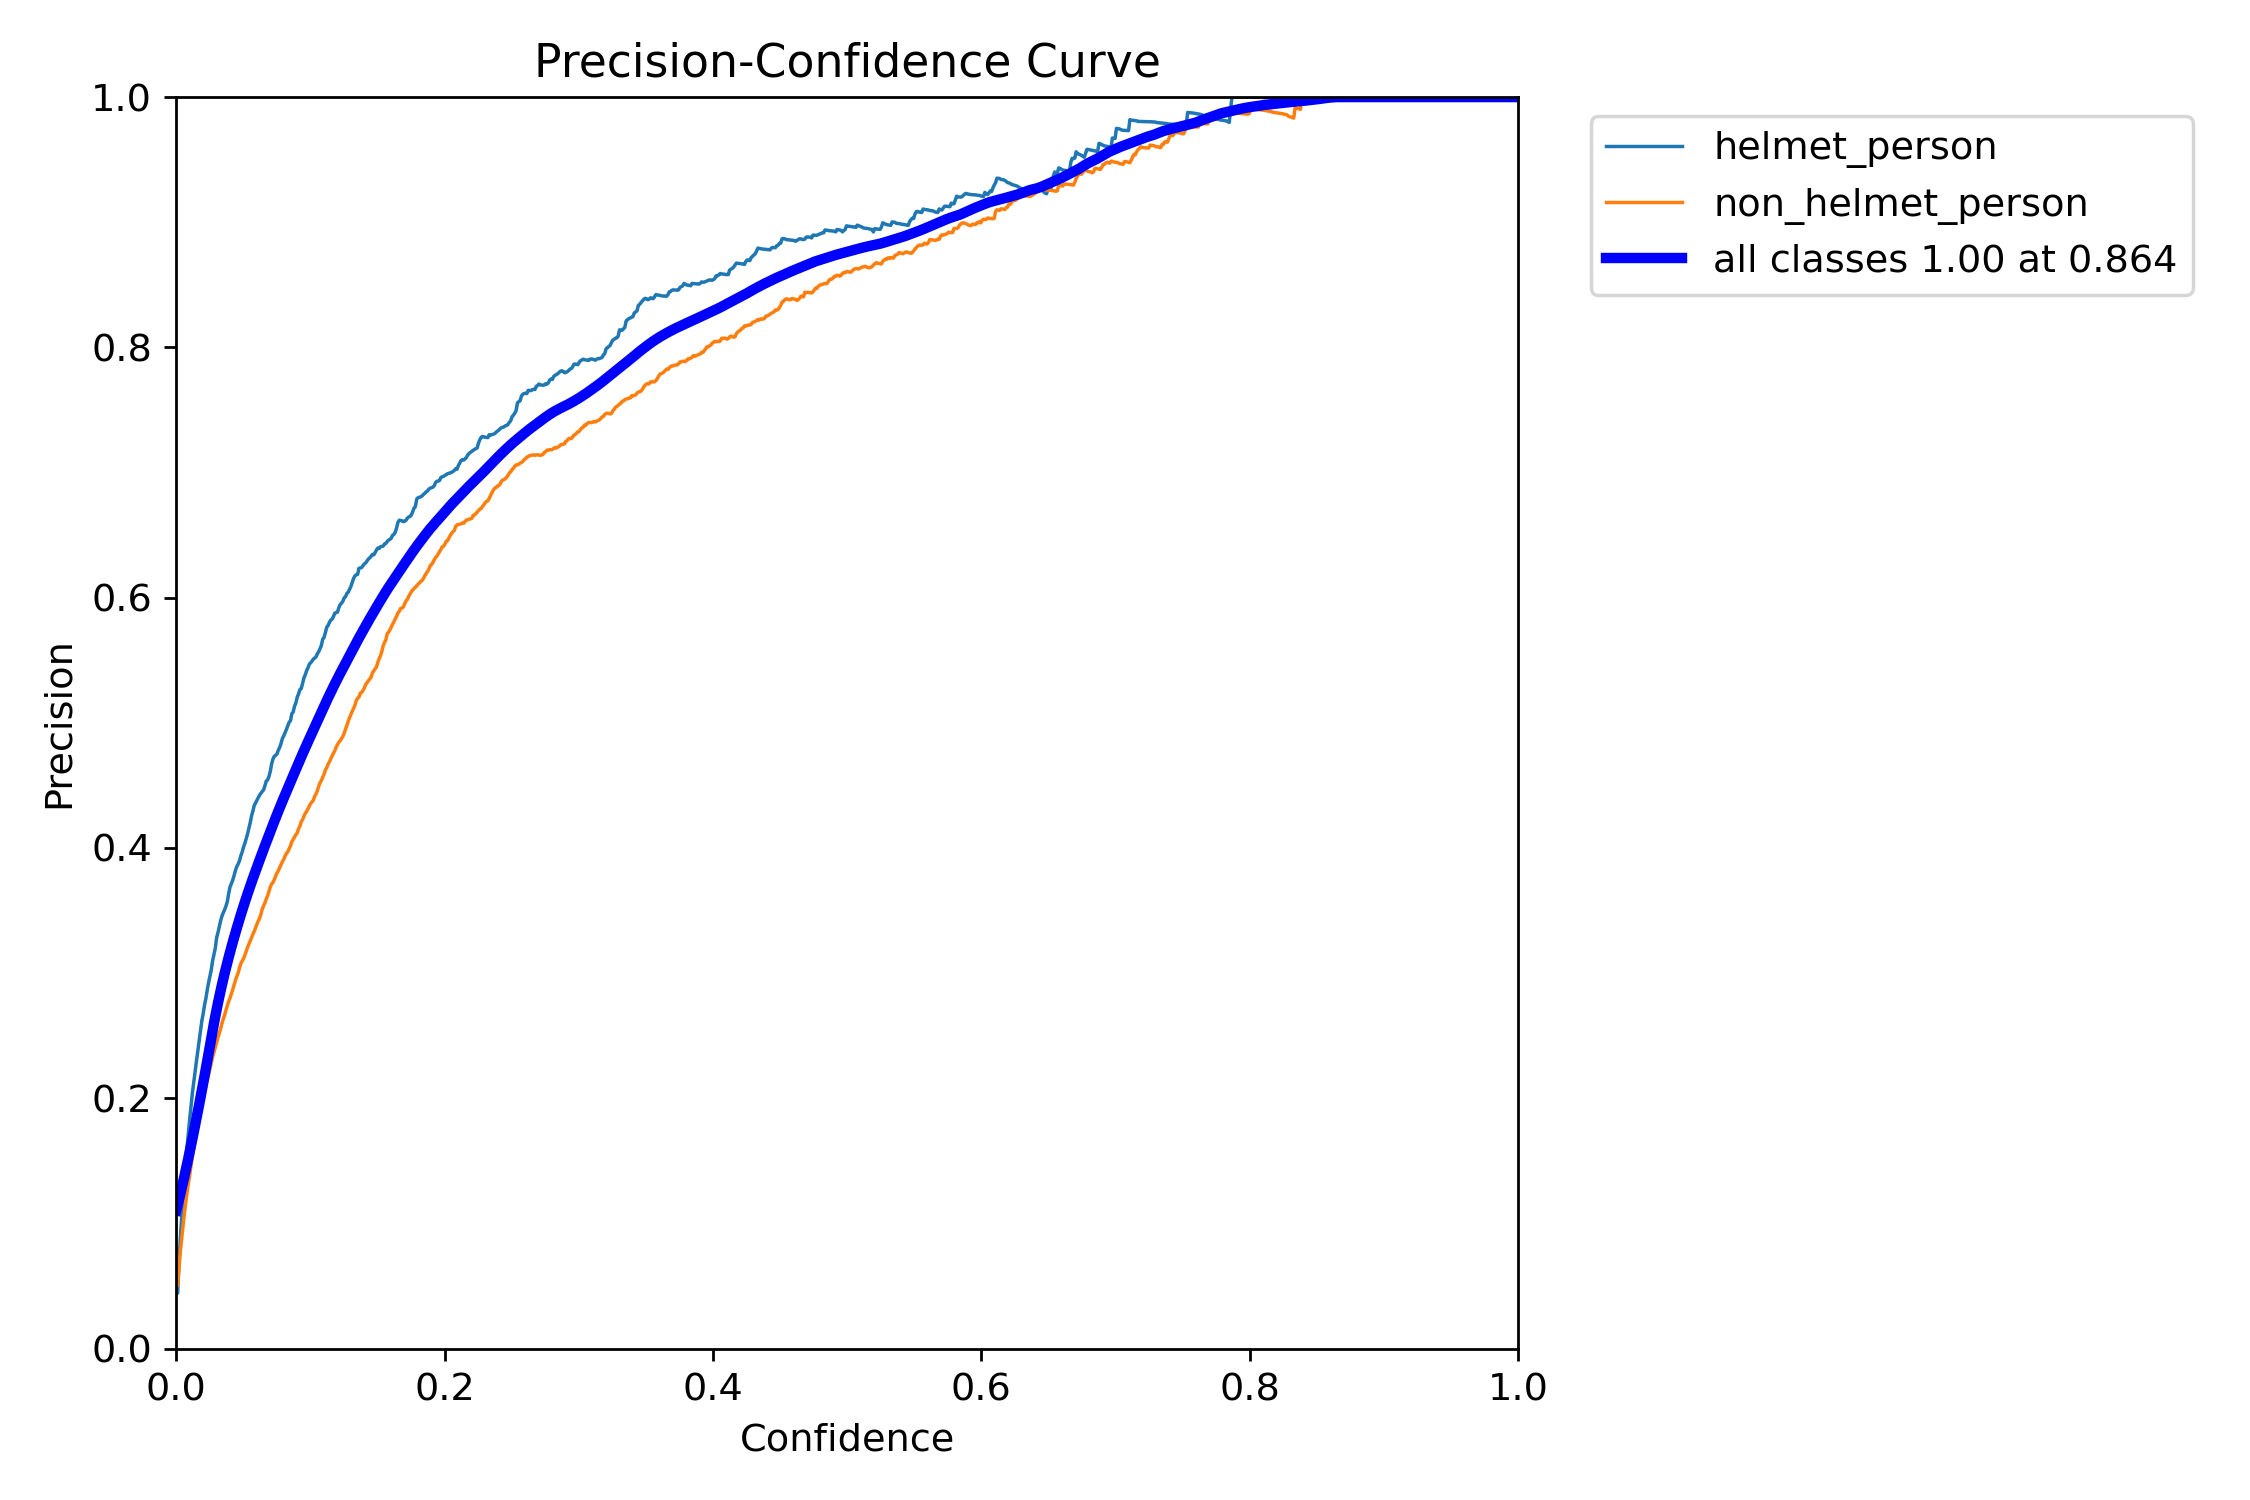 Precision-Confidence Curve
1.0
0.8
0.6
0.4
0.2
0.0
Precision
0.0 0.2 0.4 0.6 0.8 1.0
Confidence
helmet_person
non_helmet_person
all classes 1.00 at 0.864